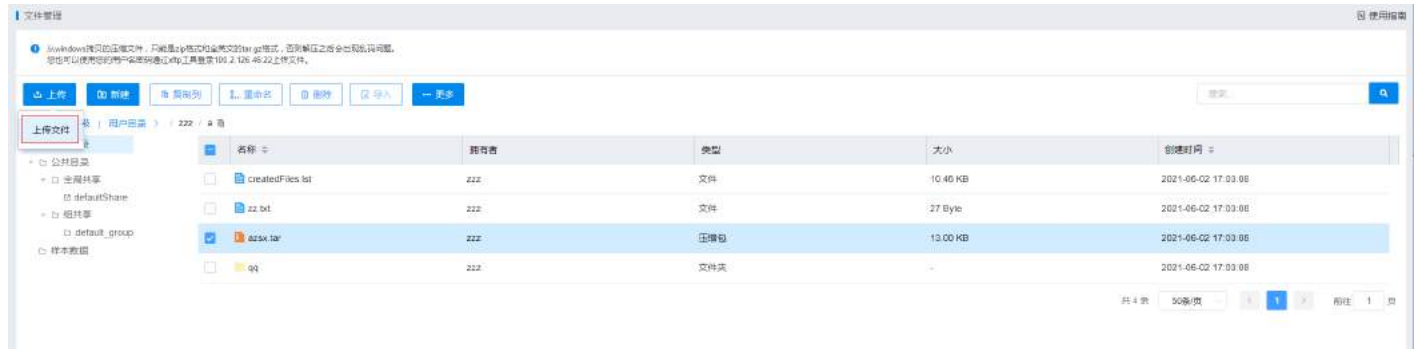 文件管理
使用指南
从windows拷贝的压缩文件，只能是zip格式和全英文的tar.gz格式，否则解压之后会出现乱码问题。
您也可以使用您的用户名密码通过xftp工具登录100.2.126.46:22上传文件。
上传 新建 复制到 重命名 删除 导入 ··· 更多
搜索
上传文件
| 用户目录 > / zzz / a
名称 拥有者 类型 大小 创建时间
公共目录
createdFiles.lst zzz 文件 10.46 KB 2021-06-02 17:03:08
全局共享
defaultShare
zz.txt zzz 文件 27 Byte 2021-06-02 17:03:08
组共享
default_group
azsx.tar zzz 压缩包 13.00 KB 2021-06-02 17:03:08
样本数据
qq zzz 文件夹 - 2021-06-02 17:03:08
共 4 条 50条/页 < 1 > 前往 1 页